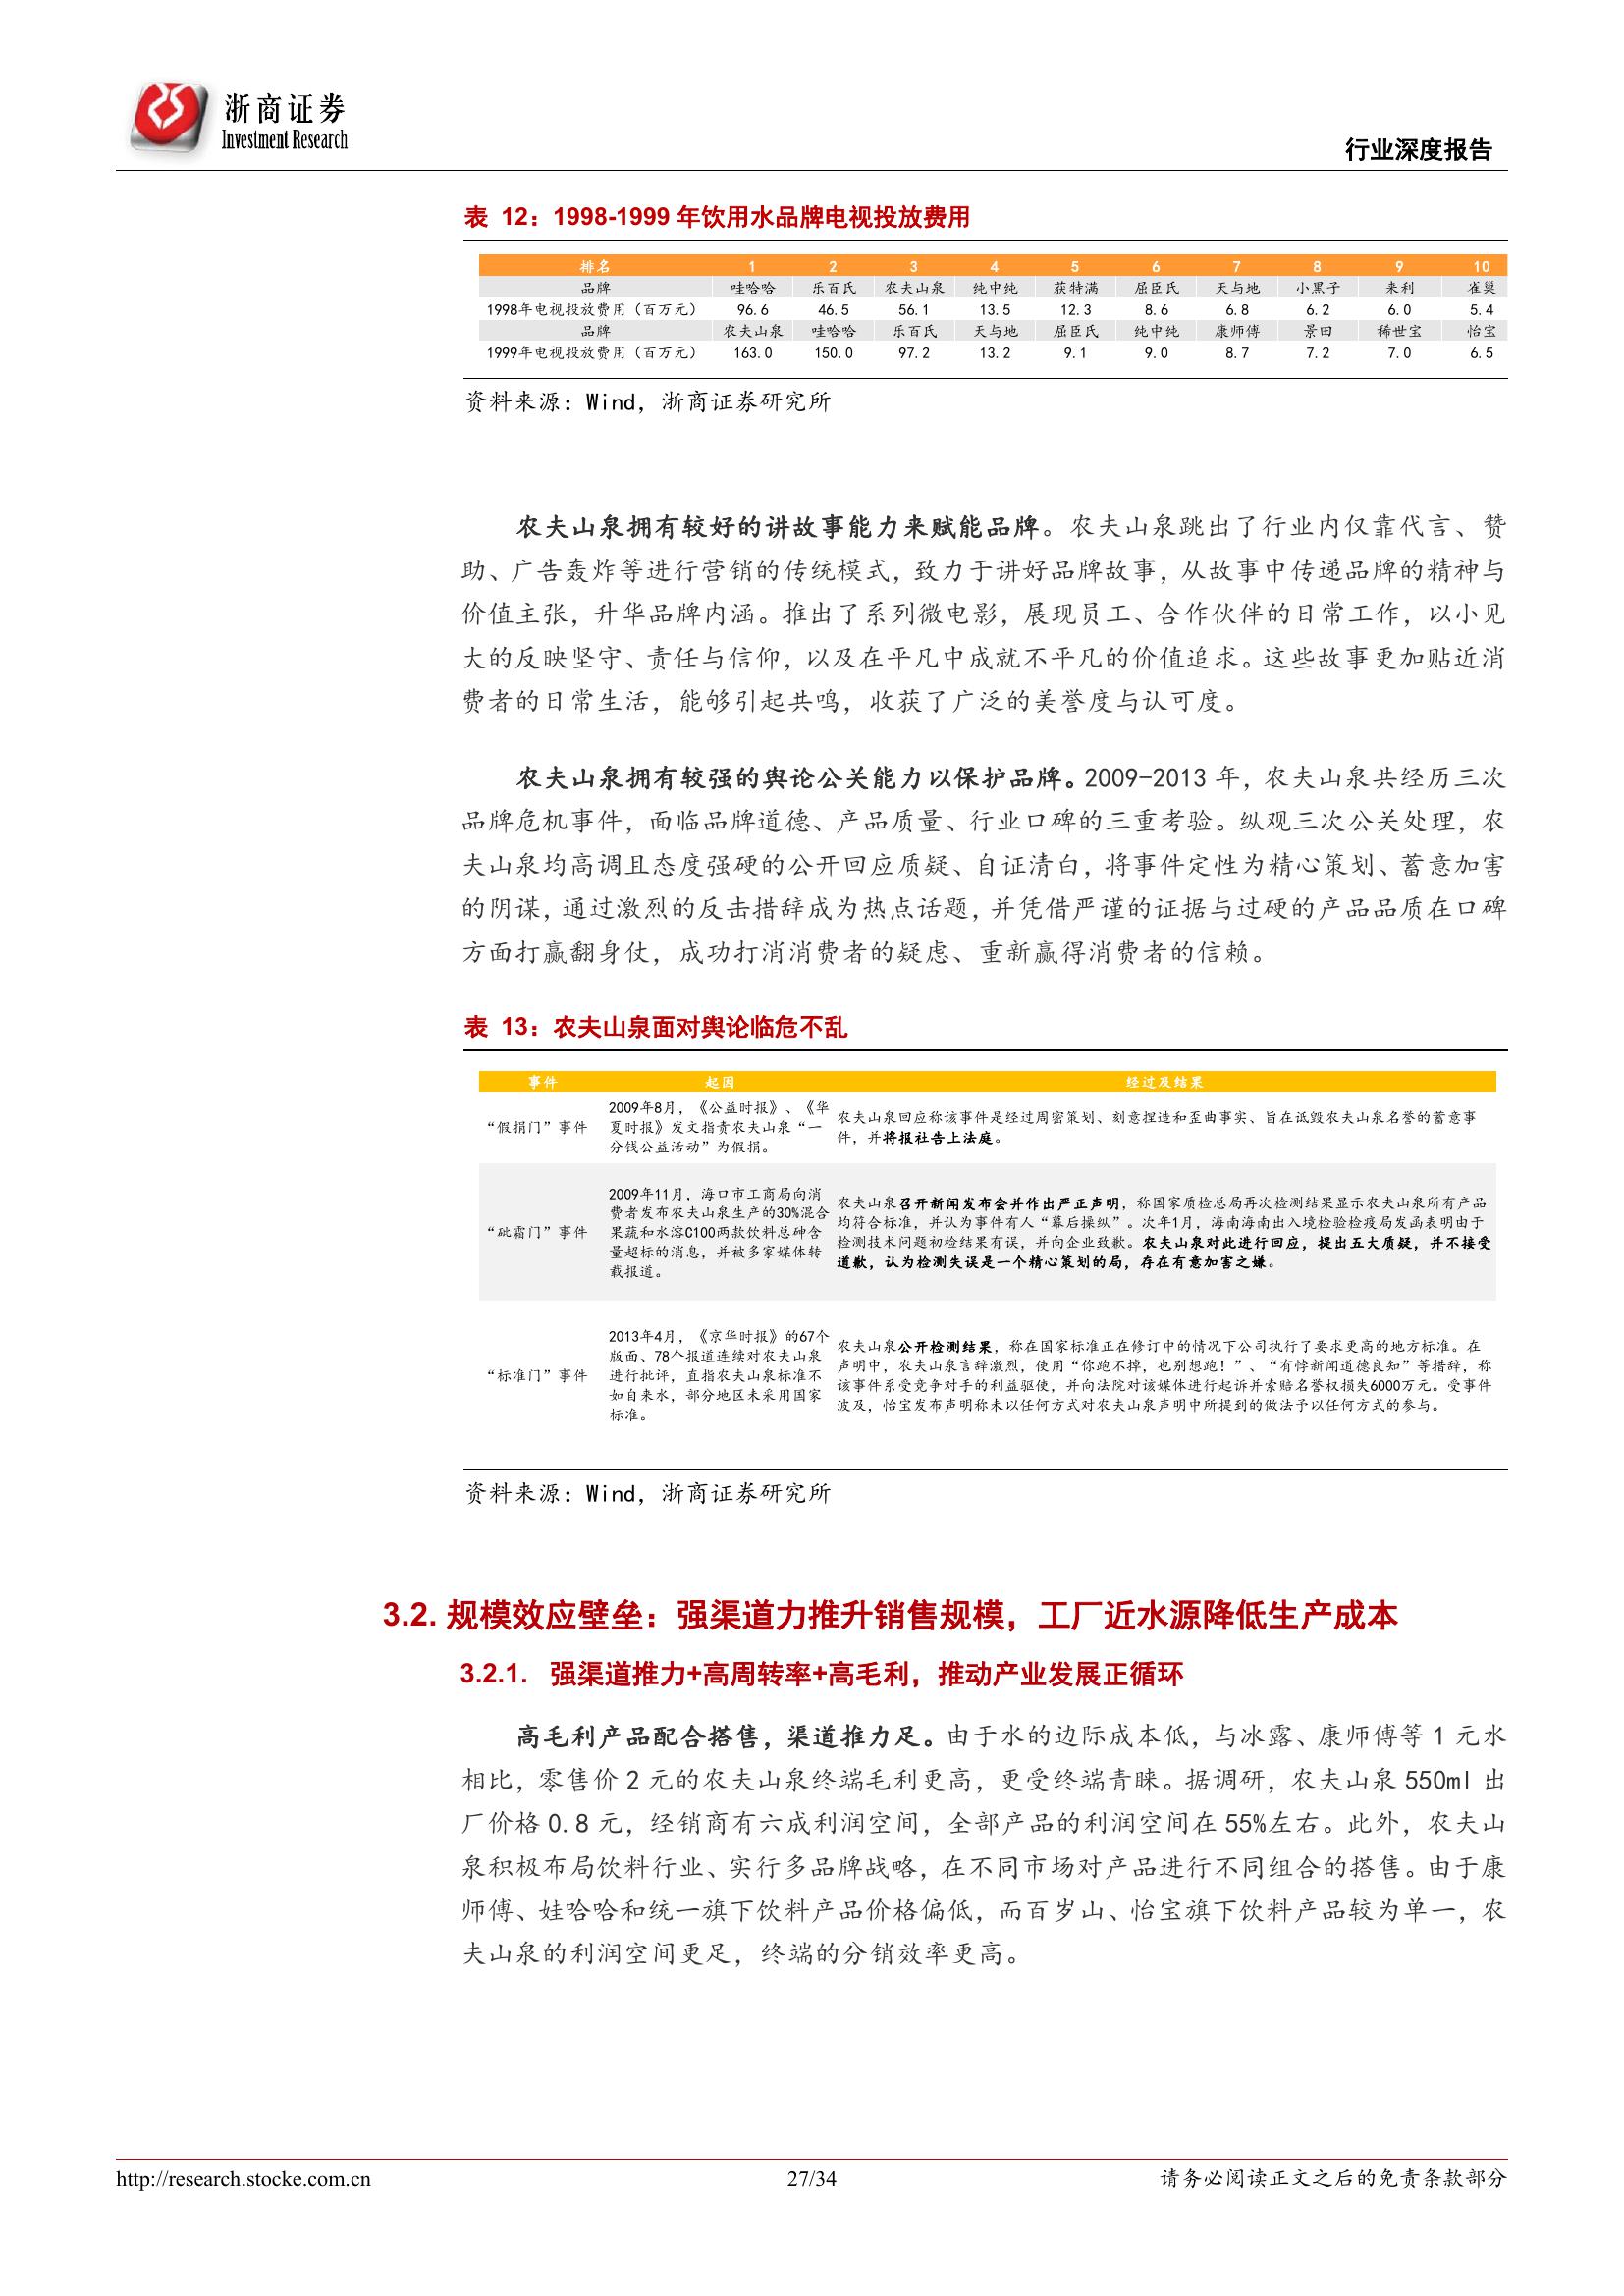 浙商证券
Investment Research
行业深度报告
表 12：1998-1999 年饮用水品牌电视投放费用
排名 1 2 3 4 5 6 7 8 9 10
品牌 哇哈哈 乐百氏 农夫山泉 纯中纯 获特满 屈臣氏 天与地 小黑子 来利 雀巢
1998年电视投放费用（百万元） 96.6 46.5 56.1 13.5 12.3 8.6 6.8 6.2 6.0 5.4
品牌 农夫山泉 哇哈哈 乐百氏 天与地 屈臣氏 纯中纯 康师傅 景田 稀世宝 怡宝
1999年电视投放费用（百万元） 163.0 150.0 97.2 13.2 9.1 9.0 8.7 7.2 7.0 6.5
资料来源：Wind，浙商证券研究所
农夫山泉拥有较好的讲故事能力来赋能品牌。农夫山泉跳出了行业内仅靠代言、赞
助、广告轰炸等进行营销的传统模式，致力于讲好品牌故事，从故事中传递品牌的精神与
价值主张，升华品牌内涵。推出了系列微电影，展现员工、合作伙伴的日常工作，以小见
大的反映坚守、责任与信仰，以及在平凡中成就不平凡的价值追求。这些故事更加贴近消
费者的日常生活，能够引起共鸣，收获了广泛的美誉度与认可度。
农夫山泉拥有较强的舆论公关能力以保护品牌。2009-2013 年，农夫山泉共经历三次
品牌危机事件，面临品牌道德、产品质量、行业口碑的三重考验。纵观三次公关处理，农
夫山泉均高调且态度强硬的公开回应质疑、自证清白，将事件定性为精心策划、蓄意加害
的阴谋，通过激烈的反击措辞成为热点话题，并凭借严谨的证据与过硬的产品品质在口碑
方面打赢翻身仗，成功打消消费者的疑虑、重新赢得消费者的信赖。
表 13：农夫山泉面对舆论临危不乱
事件 起因 经过及结果
“假捐门”事件
2009年8月，《公益时报》、《华
夏时报》发文指责农夫山泉“一
分钱公益活动”为假捐。
农夫山泉回应称该事件是经过周密策划、刻意捏造和歪曲事实、旨在诋毁农夫山泉名誉的蓄意事
件，并将报社告上法庭。
“砒霜门”事件
2009年11月，海口市工商局向消
费者发布农夫山泉生产的30%混合
果蔬和水溶C100两款饮料总砷含
量超标的消息，并被多家媒体转
载报道。
农夫山泉召开新闻发布会并作出严正声明，称国家质检总局再次检测结果显示农夫山泉所有产品
均符合标准，并认为事件有人“幕后操纵”。次年1月，海南海南出入境检验检疫局发函表明由于
检测技术问题初检结果有误，并向企业致歉。农夫山泉对此进行回应，提出五大质疑，并不接受
道歉，认为检测失误是一个精心策划的局，存在有意加害之嫌。
“标准门”事件
2013年4月，《京华时报》的67个
版面、78个报道连续对农夫山泉
进行批评，直指农夫山泉标准不
如自来水，部分地区未采用国家
标准。
农夫山泉公开检测结果，称在国家标准正在修订中的情况下公司执行了要求更高的地方标准。在
声明中，农夫山泉言辞激烈，使用“你跑不掉，也别想跑！”、“有悖新闻道德良知”等措辞，称
该事件系受竞争对手的利益驱使，并向法院对该媒体进行起诉并索赔名誉权损失6000万元。受事件
波及，怡宝发布声明称未以任何方式对农夫山泉声明中所提到的做法予以任何方式的参与。
资料来源：Wind，浙商证券研究所
3.2. 规模效应壁垒：强渠道力推升销售规模，工厂近水源降低生产成本
3.2.1. 强渠道推力+高周转率+高毛利，推动产业发展正循环
高毛利产品配合搭售，渠道推力足。由于水的边际成本低，与冰露、康师傅等 1 元水
相比，零售价 2 元的农夫山泉终端毛利更高，更受终端青睐。据调研，农夫山泉 550ml 出
厂价格 0.8 元，经销商有六成利润空间，全部产品的利润空间在 55%左右。此外，农夫山
泉积极布局饮料行业、实行多品牌战略，在不同市场对产品进行不同组合的搭售。由于康
师傅、娃哈哈和统一旗下饮料产品价格偏低，而百岁山、怡宝旗下饮料产品较为单一，农
夫山泉的利润空间更足，终端的分销效率更高。
http://research.stocke.com.cn 27/34 请务必阅读正文之后的免责条款部分